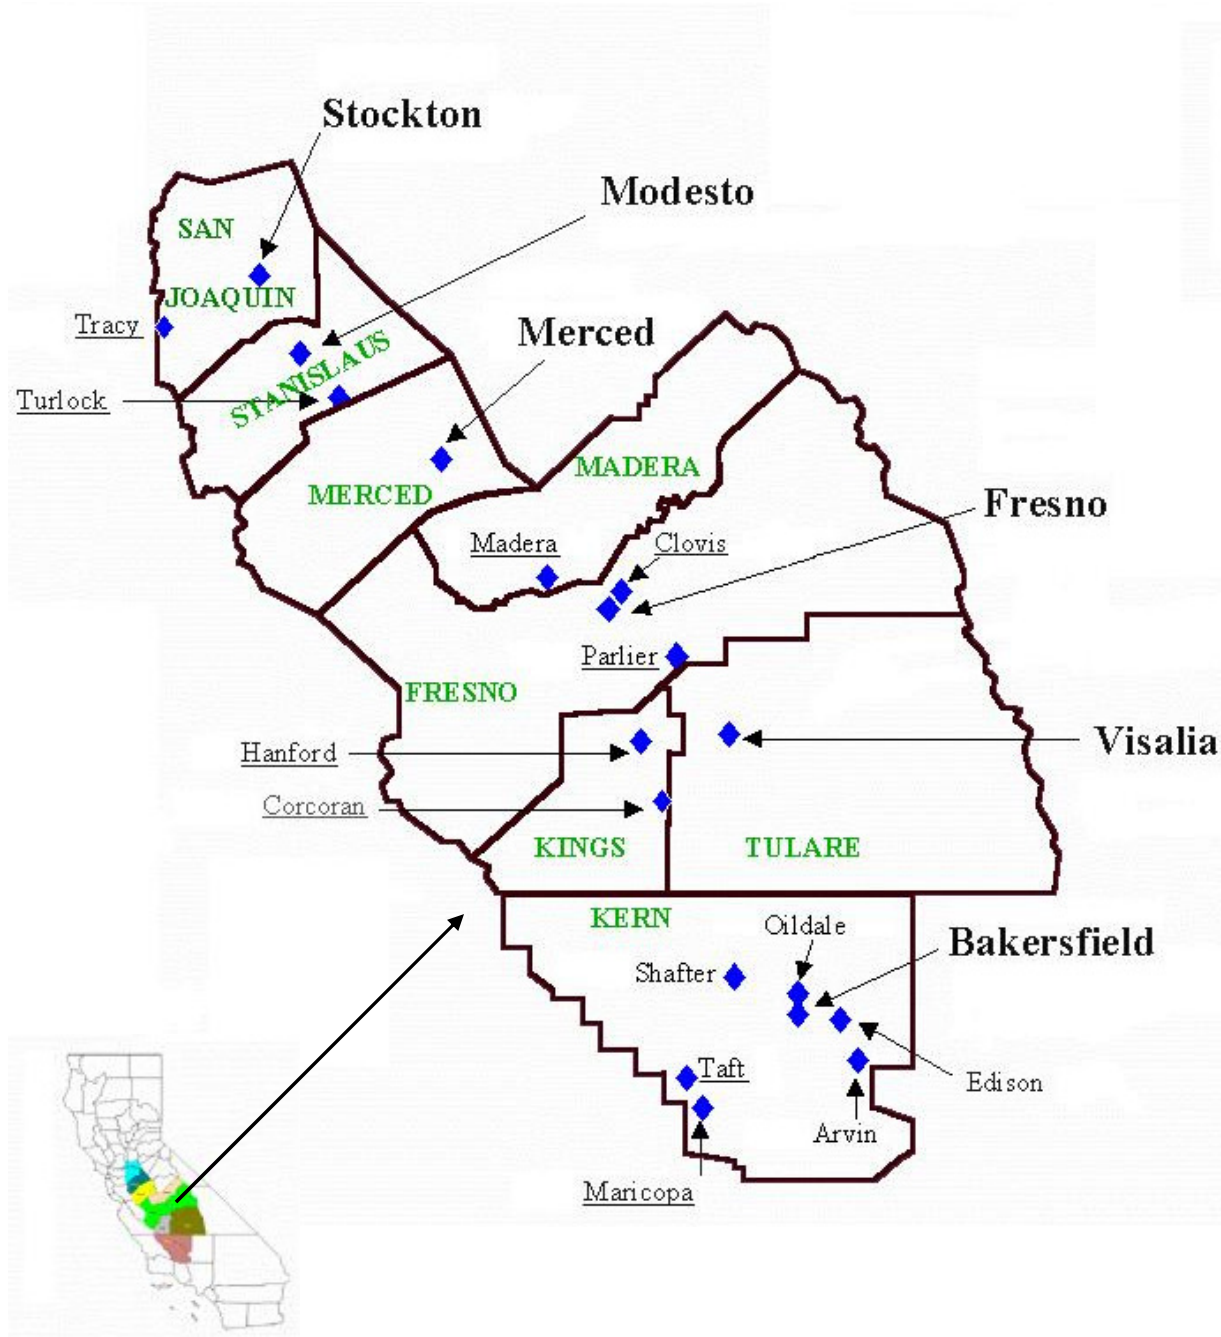 Stockton
Modesto
SAN
JOAQUIN
Tracy
Merced
STANISLAUS
Turlock
MADERA
MERCED
Fresno
Madera
Clovis
Parlier
FRESNO
Visalia
Hanford
Corcoran
KINGS
TULARE
KERN
Oildale
Bakersfield
Shafter
Taft
Edison
Arvin
Maricopa